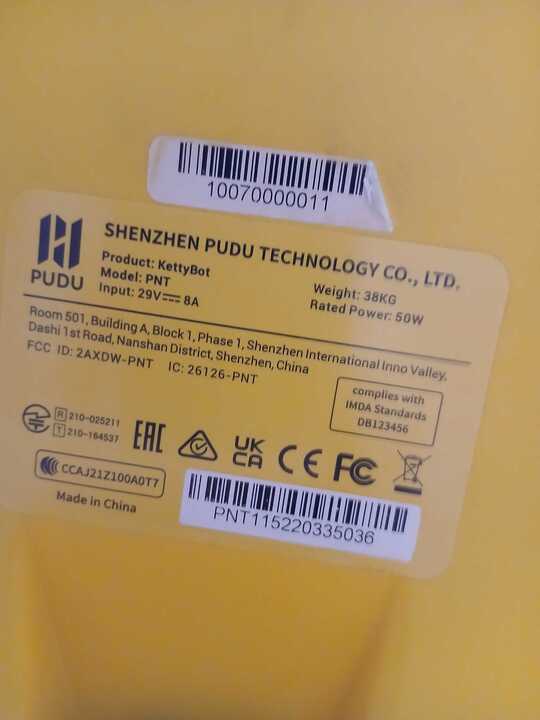 10070000011
PUDU
SHENZHEN PUDU TECHNOLOGY CO., LTD.
Product: KettyBot
Model: PNT
Input: 29V⎓8A
Weight: 38KG
Rated Power: 50W
Room 501, Building A, Block 1, Phase 1, Shenzhen International Inno Valley,
Dashi 1st Road, Nanshan District, Shenzhen, China
FCC ID: 2AXDW-PNT IC: 26126-PNT
complies with
IMDA Standards
DB123456
R 210-025211
T 210-164537
EAC
UK
CA
CE
FC
CCAJ21Z100A0T7
Made in China
PNT115220335036